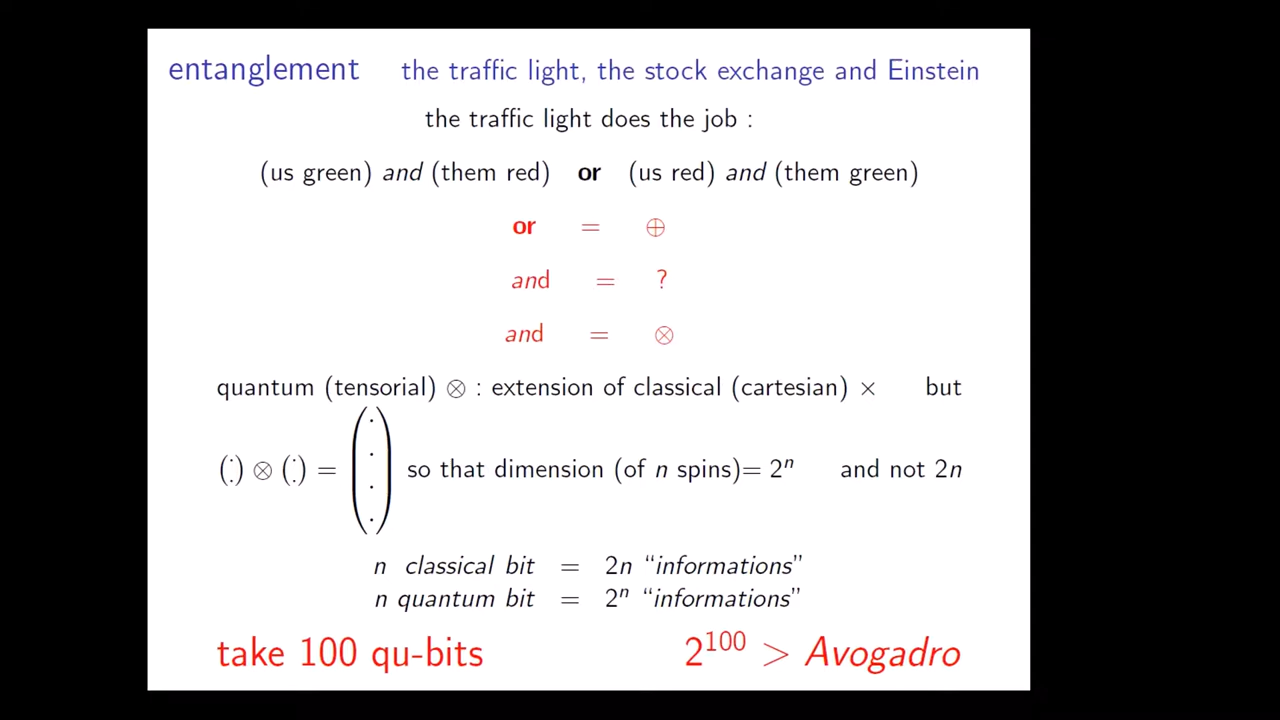 entanglement the traffic light, the stock exchange and Einstein
the traffic light does the job :
(us green) and (them red) or (us red) and (them green)
or = ⊕
and = ?
and = ⊗
quantum (tensorial) ⊗ : extension of classical (cartesian) × but
(:) ⊗ (:) = (⋮) so that dimension (of n spins)= 2ⁿ and not 2n
n classical bit = 2n “informations”
n quantum bit = 2ⁿ “informations”
take 100 qu-bits 2¹⁰⁰ > Avogadro